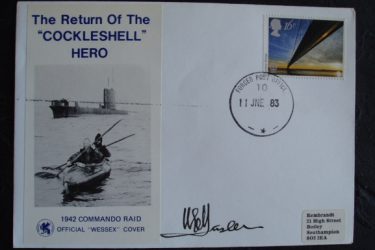 The Return Of The
"COCKLESHELL"
HERO
1942 COMMANDO RAID
OFFICIAL "WESSEX" COVER
16p
FORCES POST OFFICE
10
11 JNE 83
Rembrandt
21 High Street
Botley
Southampton
SO3 2EA